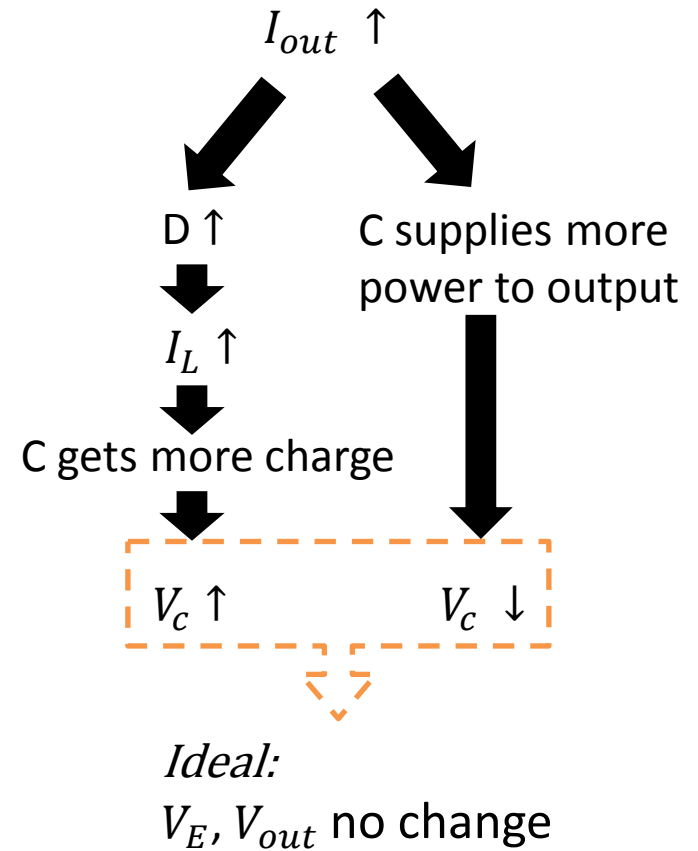 I_out ↑
D ↑
C supplies more
power to output
I_L ↑
C gets more charge
V_c ↑
V_c ↓
Ideal:
V_E, V_out no change